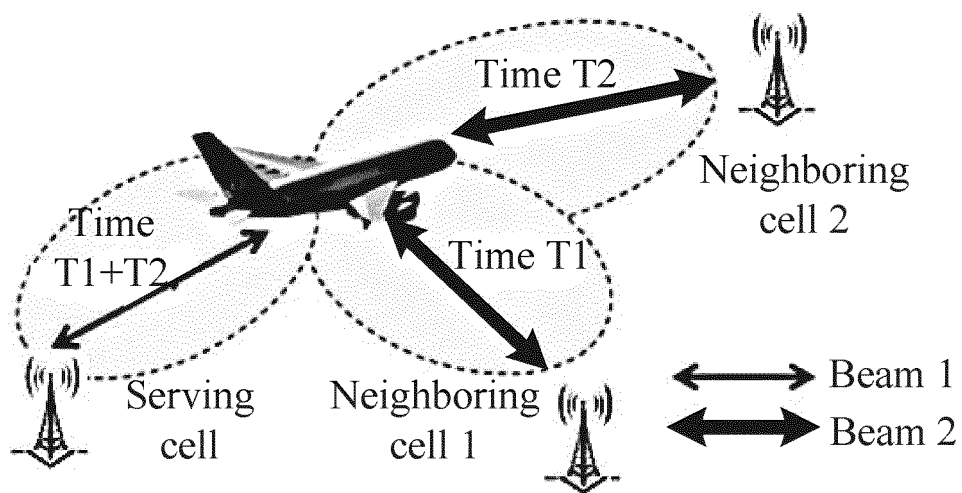 Time T2
Neighboring
cell 2
Time
T1+T2
Time T1
Serving
cell
Neighboring
cell 1
Beam 1
Beam 2